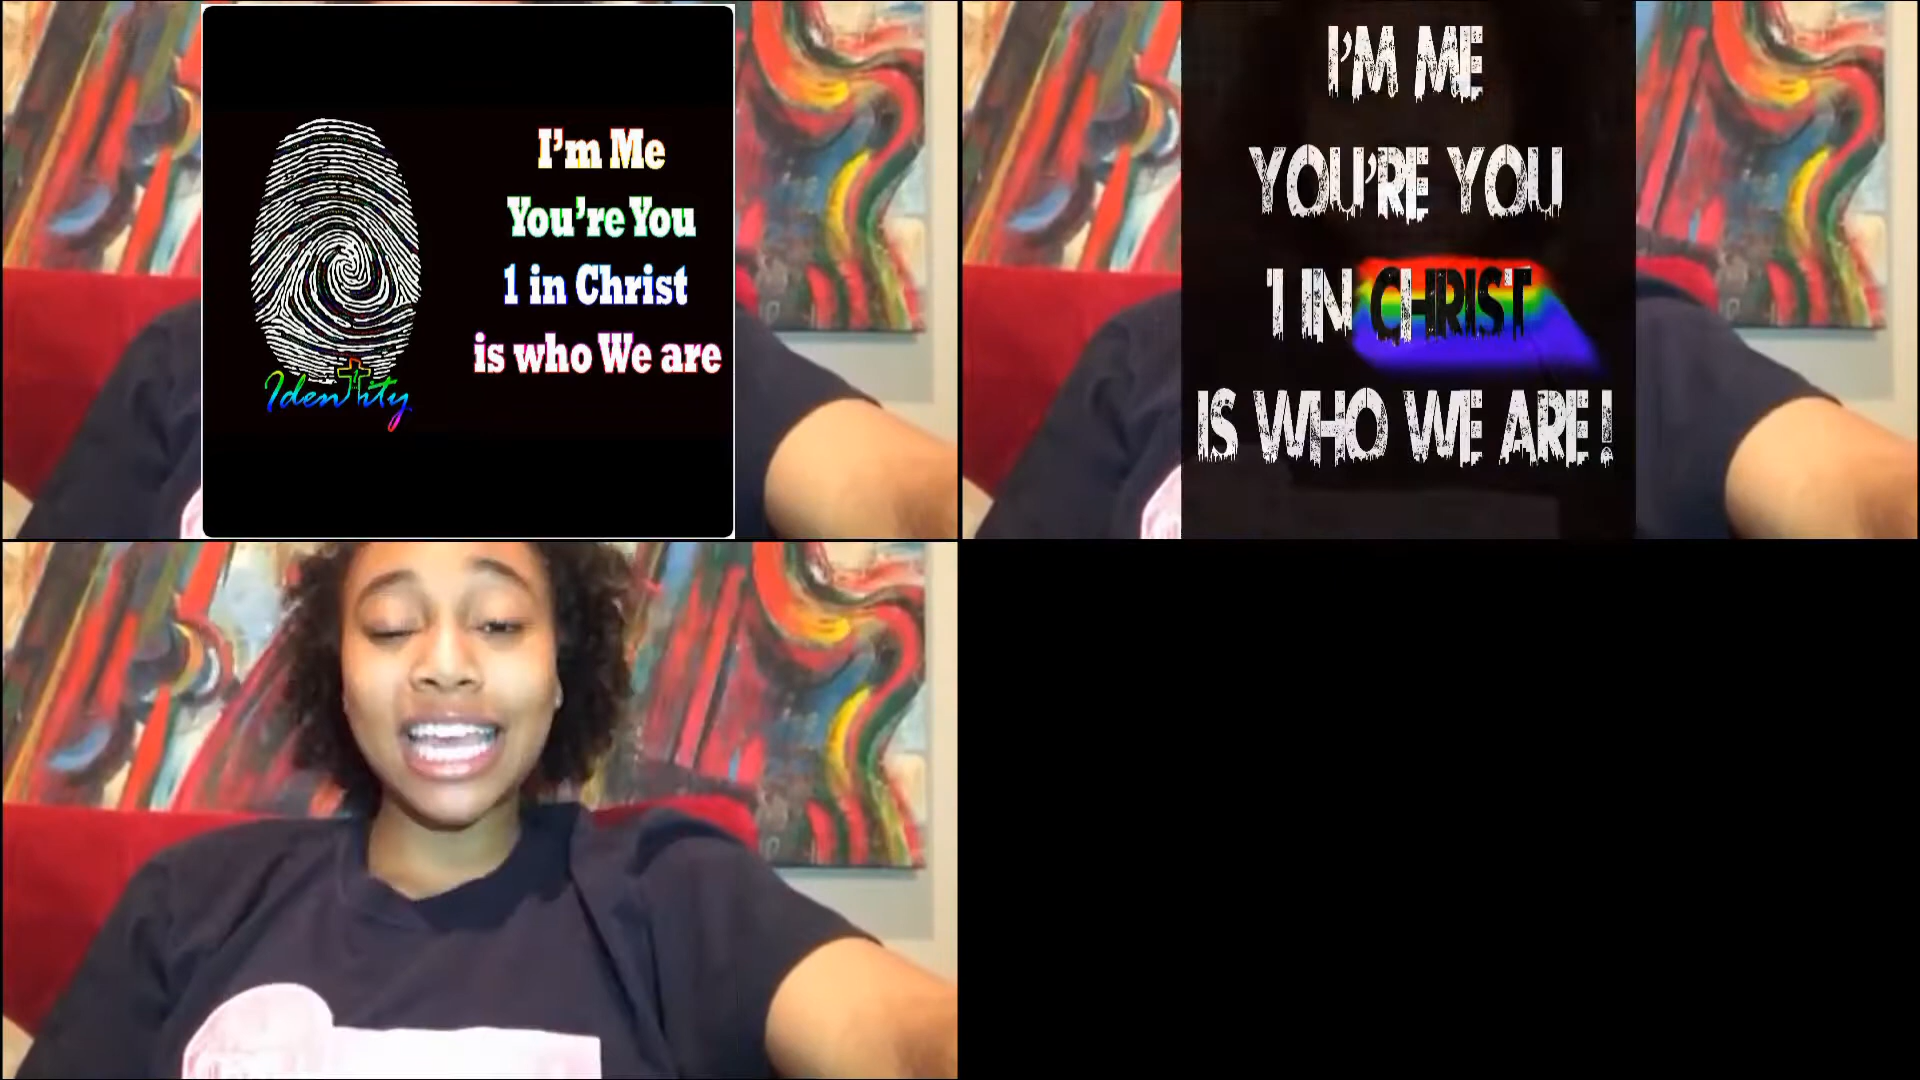 I'm Me
You're You
1 in Christ
is who We are
Identity
I'M ME
YOU'RE YOU
1 IN CHRIST
IS WHO WE ARE!